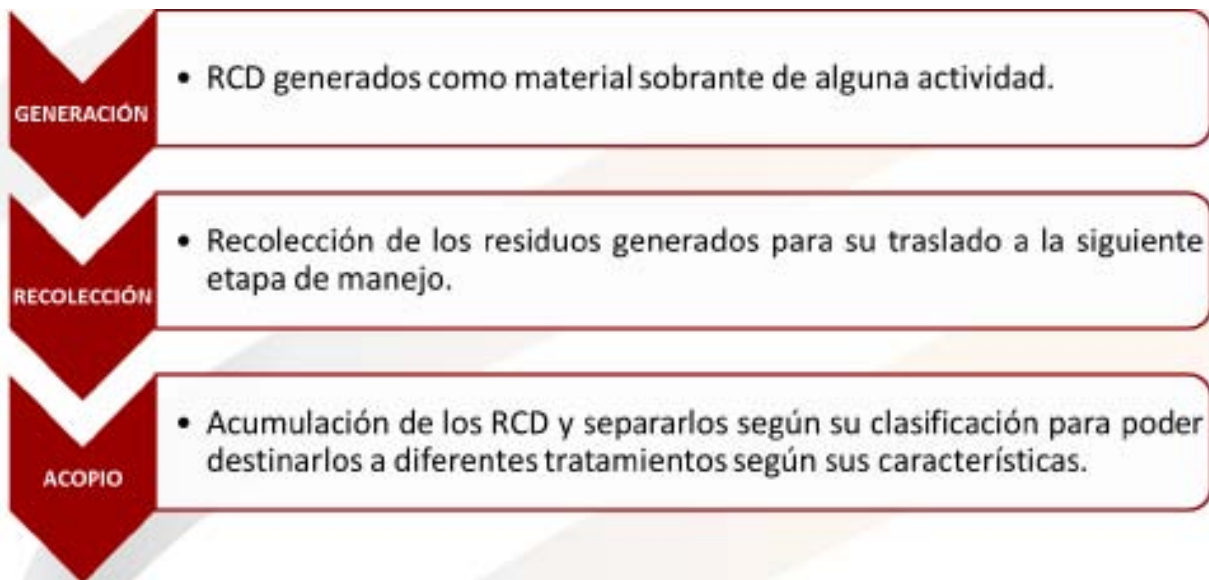 GENERACIÓN
• RCD generados como material sobrante de alguna actividad.
RECOLECCIÓN
• Recolección de los residuos generados para su traslado a la siguiente
etapa de manejo.
ACOPIO
• Acumulación de los RCD y separarlos según su clasificación para poder
destinarlos a diferentes tratamientos según sus características.